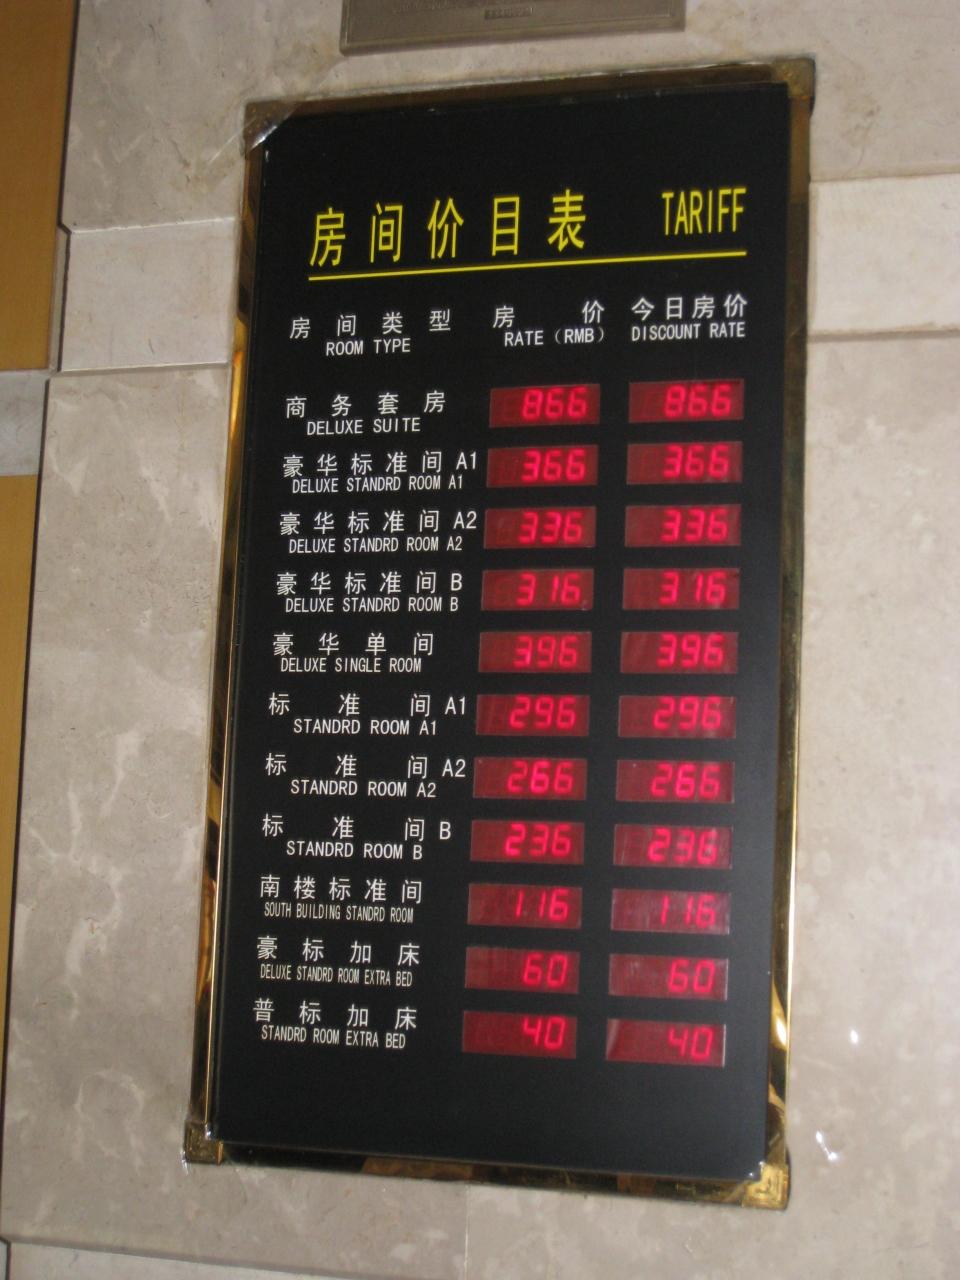 房间价目表 TARIFF
房间类型 房价 今日房价
ROOM TYPE RATE (RMB) DISCOUNT RATE
商务套房 866 866
DELUXE SUITE
豪华标准间 A1 366 366
DELUXE STANDRD ROOM A1
豪华标准间 A2 336 336
DELUXE STANDRD ROOM A2
豪华标准间 B 316 316
DELUXE STANDRD ROOM B
豪华单间 396 396
DELUXE SINGLE ROOM
标准间 A1 296 296
STANDRD ROOM A1
标准间 A2 266 266
STANDRD ROOM A2
标准间 B 236 236
STANDRD ROOM B
南楼标准间 116 116
SOUTH BUILDING STANDRD ROOM
豪标加床 60 60
DELUXE STANDRD ROOM EXTRA BED
普标加床 40 40
STANDRD ROOM EXTRA BED